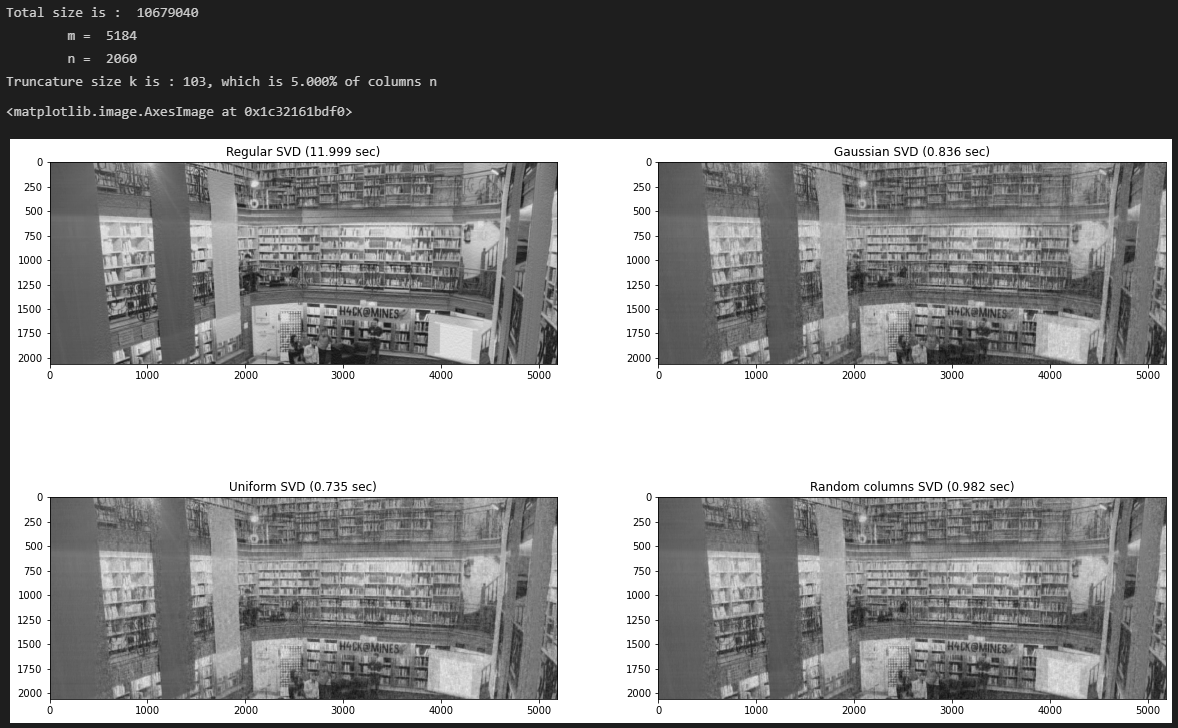 Total size is :  10679040
m =  5184
n =  2060
Truncature size k is : 103, which is 5.000% of columns n
<matplotlib.image.AxesImage at 0x1c32161bdf0>
Regular SVD (11.999 sec)
0
250
500
750
1000
1250
1500
1750
2000
H4CK@MINES
0 1000 2000 3000 4000 5000
Gaussian SVD (0.836 sec)
0
250
500
750
1000
1250
1500
1750
2000
H4CK@MINES
0 1000 2000 3000 4000 5000
Uniform SVD (0.735 sec)
0
250
500
750
1000
1250
1500
1750
2000
H4CK@MINES
0 1000 2000 3000 4000 5000
Random columns SVD (0.982 sec)
0
250
500
750
1000
1250
1500
1750
2000
H4CK@MINES
0 1000 2000 3000 4000 5000